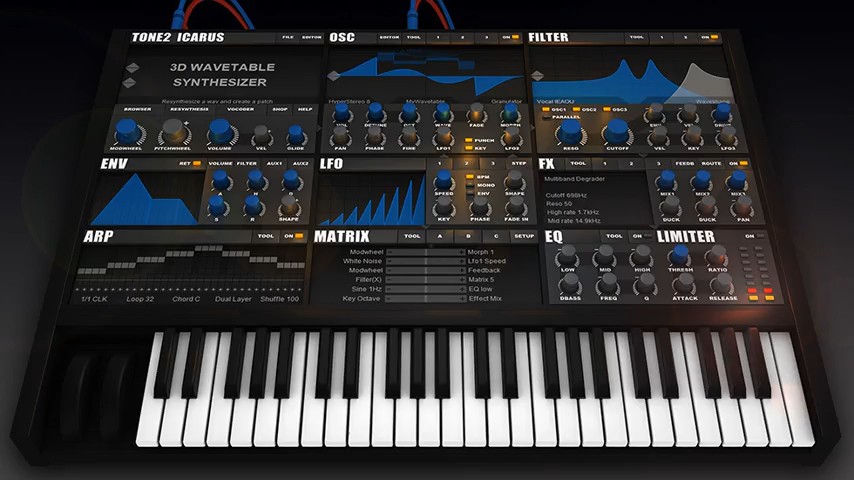 TONE2 ICARUS
FILE EDITOR
3D WAVETABLE
SYNTHESIZER
Resynthesize a wav and create a patch
BROWSER RESYNTHESIS VOCODER SHOP HELP
MODWHEEL PITCHWHEEL VOLUME VEL GLIDE
OSC
EDITOR TOOL 1 2 3 ON
HyperStereo 8 MyWavetable Granulator
VOL DETUNE OCT WAVE FADE MORPH
PAN PHASE FINE LFO1 PUNCH KEY LFO2
FILTER
TOOL 1 2 ON
Vocal IEAOU Waveshape
OSC1 OSC2 OSC3
PARALLEL
RESO CUTOFF VEL KEY LFO3
ENV
RET VOLUME FILTER AUX1 AUX2
A H D
S R SHAPE
LFO
1 2 3 STEP
SPEED BPM MONO ENV SHAPE
KEY PHASE FADE IN
FX
TOOL 1 2 3 FEEDB ROUTE ON
Multiband Degrader
Cutoff 698Hz
Reso 50
High rate 1.7kHz
Mid rate 14.9kHz
MIX1 MIX2 MIX3
DUCK DUCK PAN
ARP
TOOL ON
1/1 CLK Loop 32 Chord C Dual Layer Shuffle 100
MATRIX
TOOL A B C SETUP
Modwheel Morph 1
White Noise Lfo1 Speed
Modwheel Feedback
Filter(X) Matrix 5
Sine 1Hz EQ low
Key Octave Effect Mix
EQ
TOOL ON
LOW MID HIGH
DBASS FREQ Q
LIMITER
ON
THRESH RATIO
ATTACK RELEASE